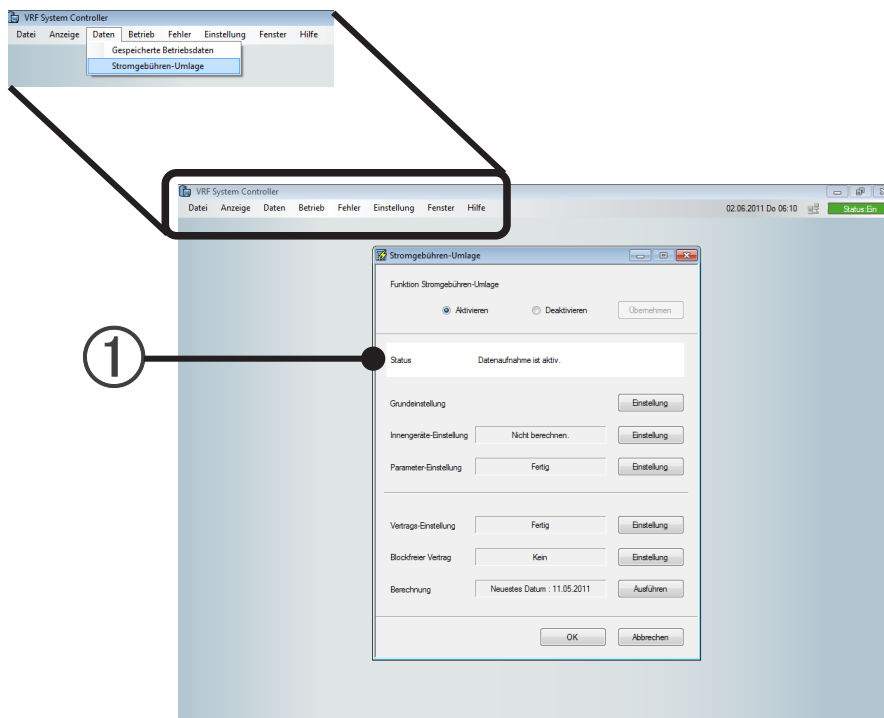 VRF System Controller
Datei Anzeige Daten Betrieb Fehler Einstellung Fenster Hilfe
Gespeicherte Betriebsdaten
Stromgebühren-Umlage
VRF System Controller
Datei Anzeige Daten Betrieb Fehler Einstellung Fenster Hilfe 02.06.2011 Do 06:10 Status:Ein
Stromgebühren-Umlage
Funktion Stromgebühren-Umlage
Aktivieren Deaktivieren Übernehmen
① Status Datenaufnahme ist aktiv.
Grundeinstellung Einstellung
Innengeräte-Einstellung Nicht berechnen. Einstellung
Parameter-Einstellung Fertig Einstellung
Vertrags-Einstellung Fertig Einstellung
Blockfreier Vertrag Kein Einstellung
Berechnung Neuestes Datum : 11.05.2011 Ausführen
OK Abbrechen